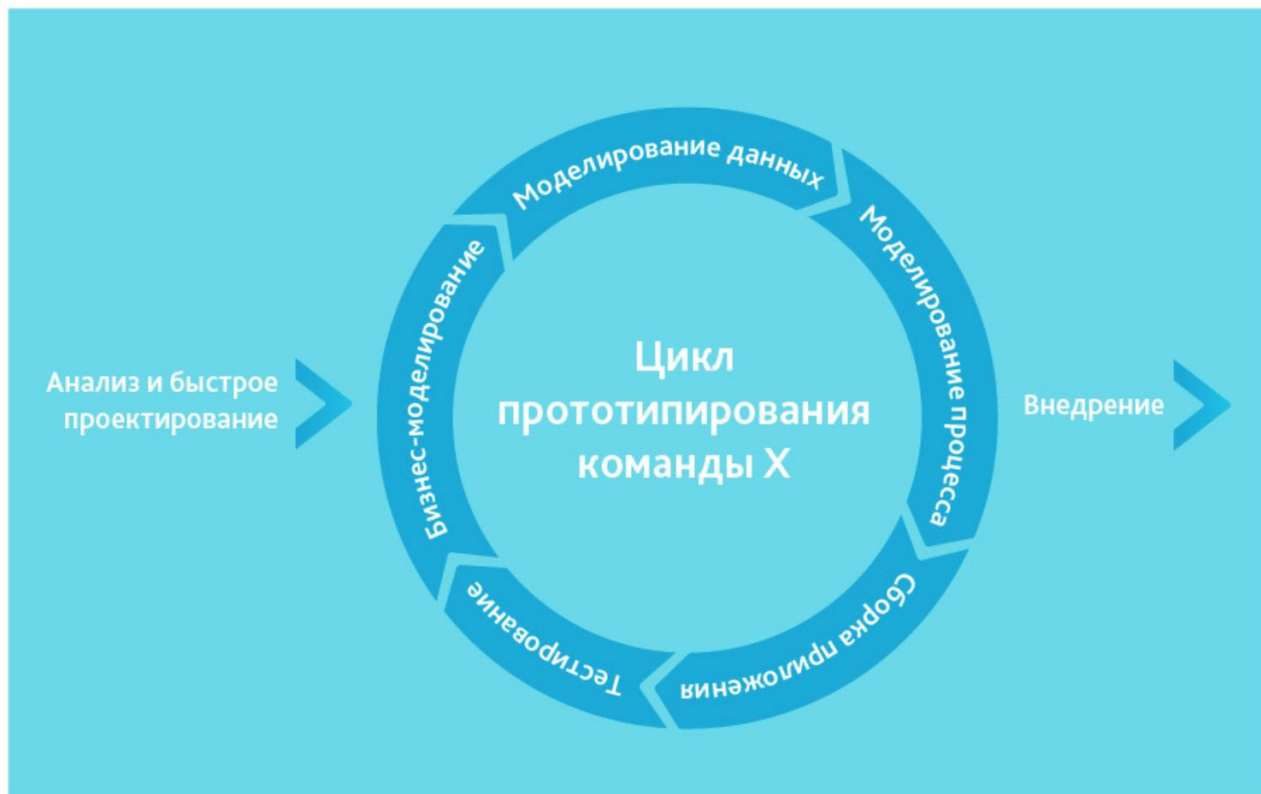 Анализ и быстрое
проектирование
Бизнес-моделирование
Моделирование данных
Моделирование процесса
Сборка приложения
Тестирование
Цикл
прототипирования
команды X
Внедрение